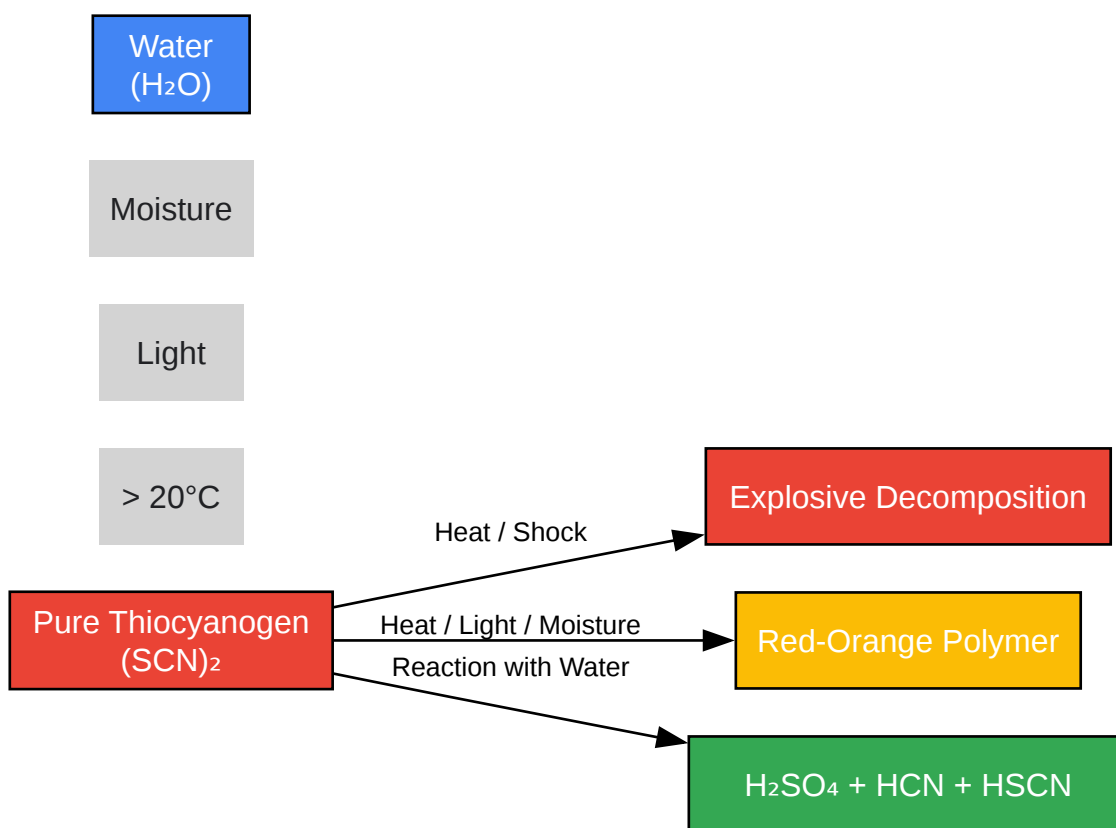 Water
(H₂O)
Moisture
Light
> 20°C
Heat / Shock
Explosive Decomposition
Pure Thiocyanogen
(SCN)₂
Heat / Light / Moisture
Red-Orange Polymer
Reaction with Water
H₂SO₄ + HCN + HSCN